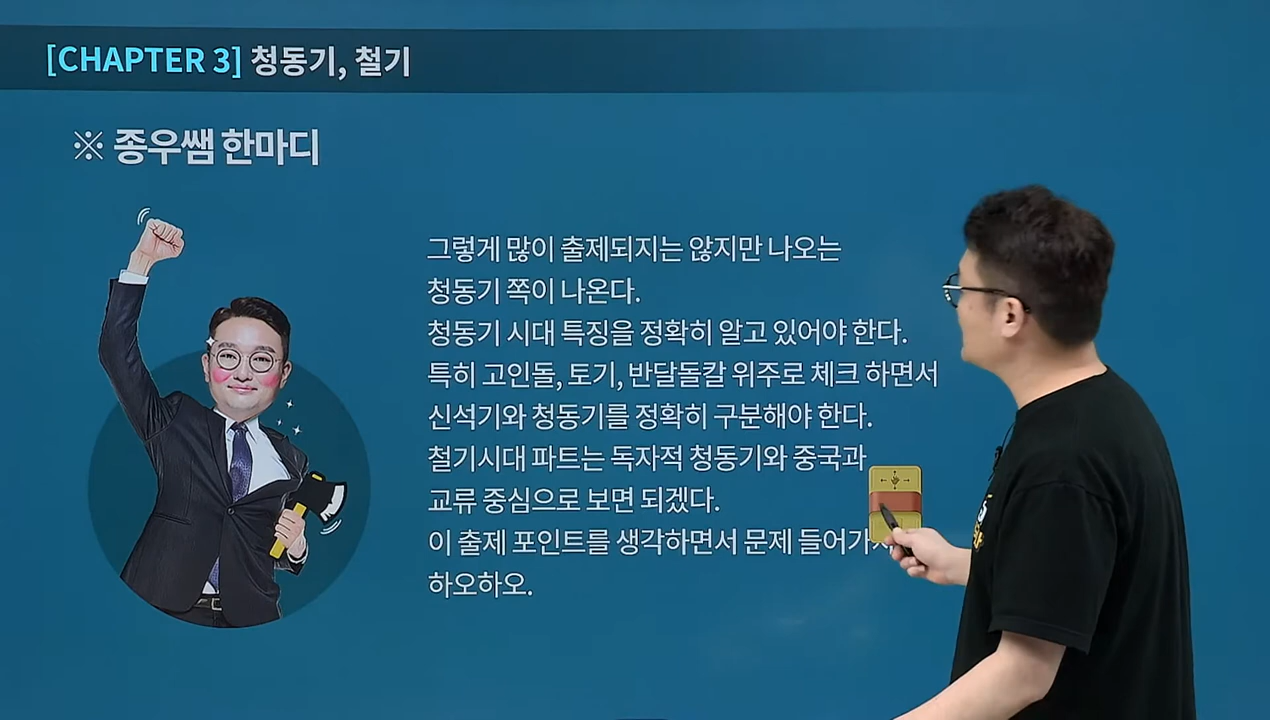 [CHAPTER 3] 청동기, 철기
※ 종우쌤 한마디
그렇게 많이 출제되지는 않지만 나오는
청동기 쪽이 나온다.
청동기 시대 특징을 정확히 알고 있어야 한다.
특히 고인돌, 토기, 반달돌칼 위주로 체크 하면서
신석기와 청동기를 정확히 구분해야 한다.
철기시대 파트는 독자적 청동기와 중국과
교류 중심으로 보면 되겠다.
이 출제 포인트를 생각하면서 문제
하오하오.